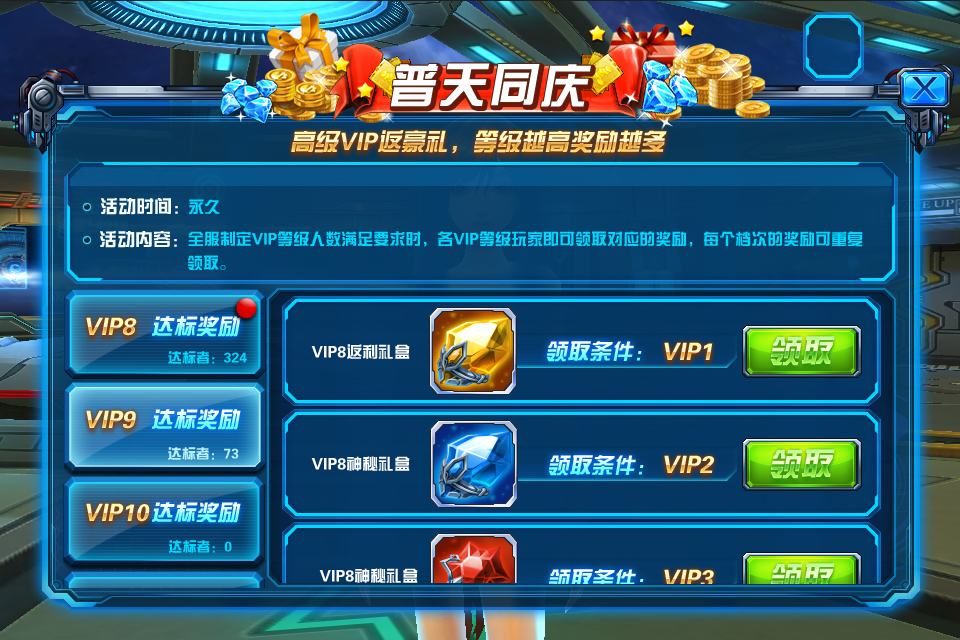 普天同庆
高级VIP返豪礼，等级越高奖励越多
活动时间：永久
活动内容：全服制定VIP等级人数满足要求时，各VIP等级玩家即可领取对应的奖励，每个档次的奖励可重复
领取。
VIP8 达标奖励
达标者：324
VIP9 达标奖励
达标者：73
VIP10达标奖励
达标者：0
VIP8返利礼盒
领取条件：VIP1
领取
VIP8神秘礼盒
领取条件：VIP2
领取
VIP8神秘礼盒
领取条件：VIP3
领取
E UP